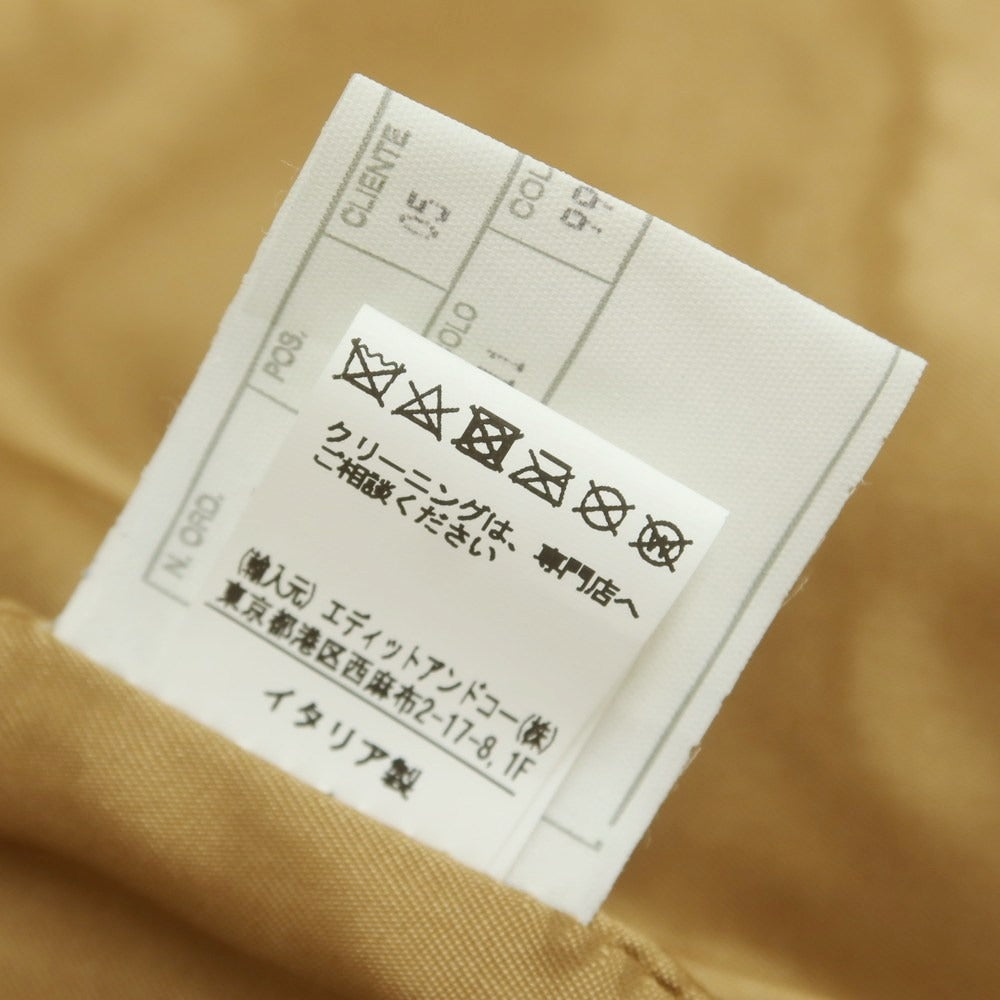 CLIENTE
05
COL
POS.
N. ORD.
クリーニングは、専門店へ
ご相談ください
(輸入元) エディットアンドコー(株)
東京都港区西麻布2-17-8, 1F
イタリア製